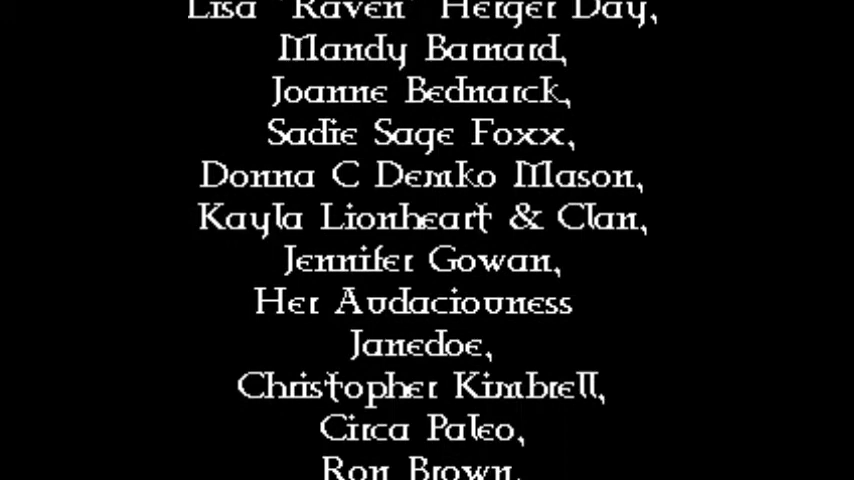 Lisa "Raven" Herger Day,
Mandy Barnard,
Joanne Bednarck,
Sadie Sage Foxx,
Donna C Demko Mason,
Kayla Lionheart & Clan,
Jennifer Gowan,
Her Audaciouness
Janedoe,
Christopher Kimbrell,
Circa Paleo,
Ron Brown,